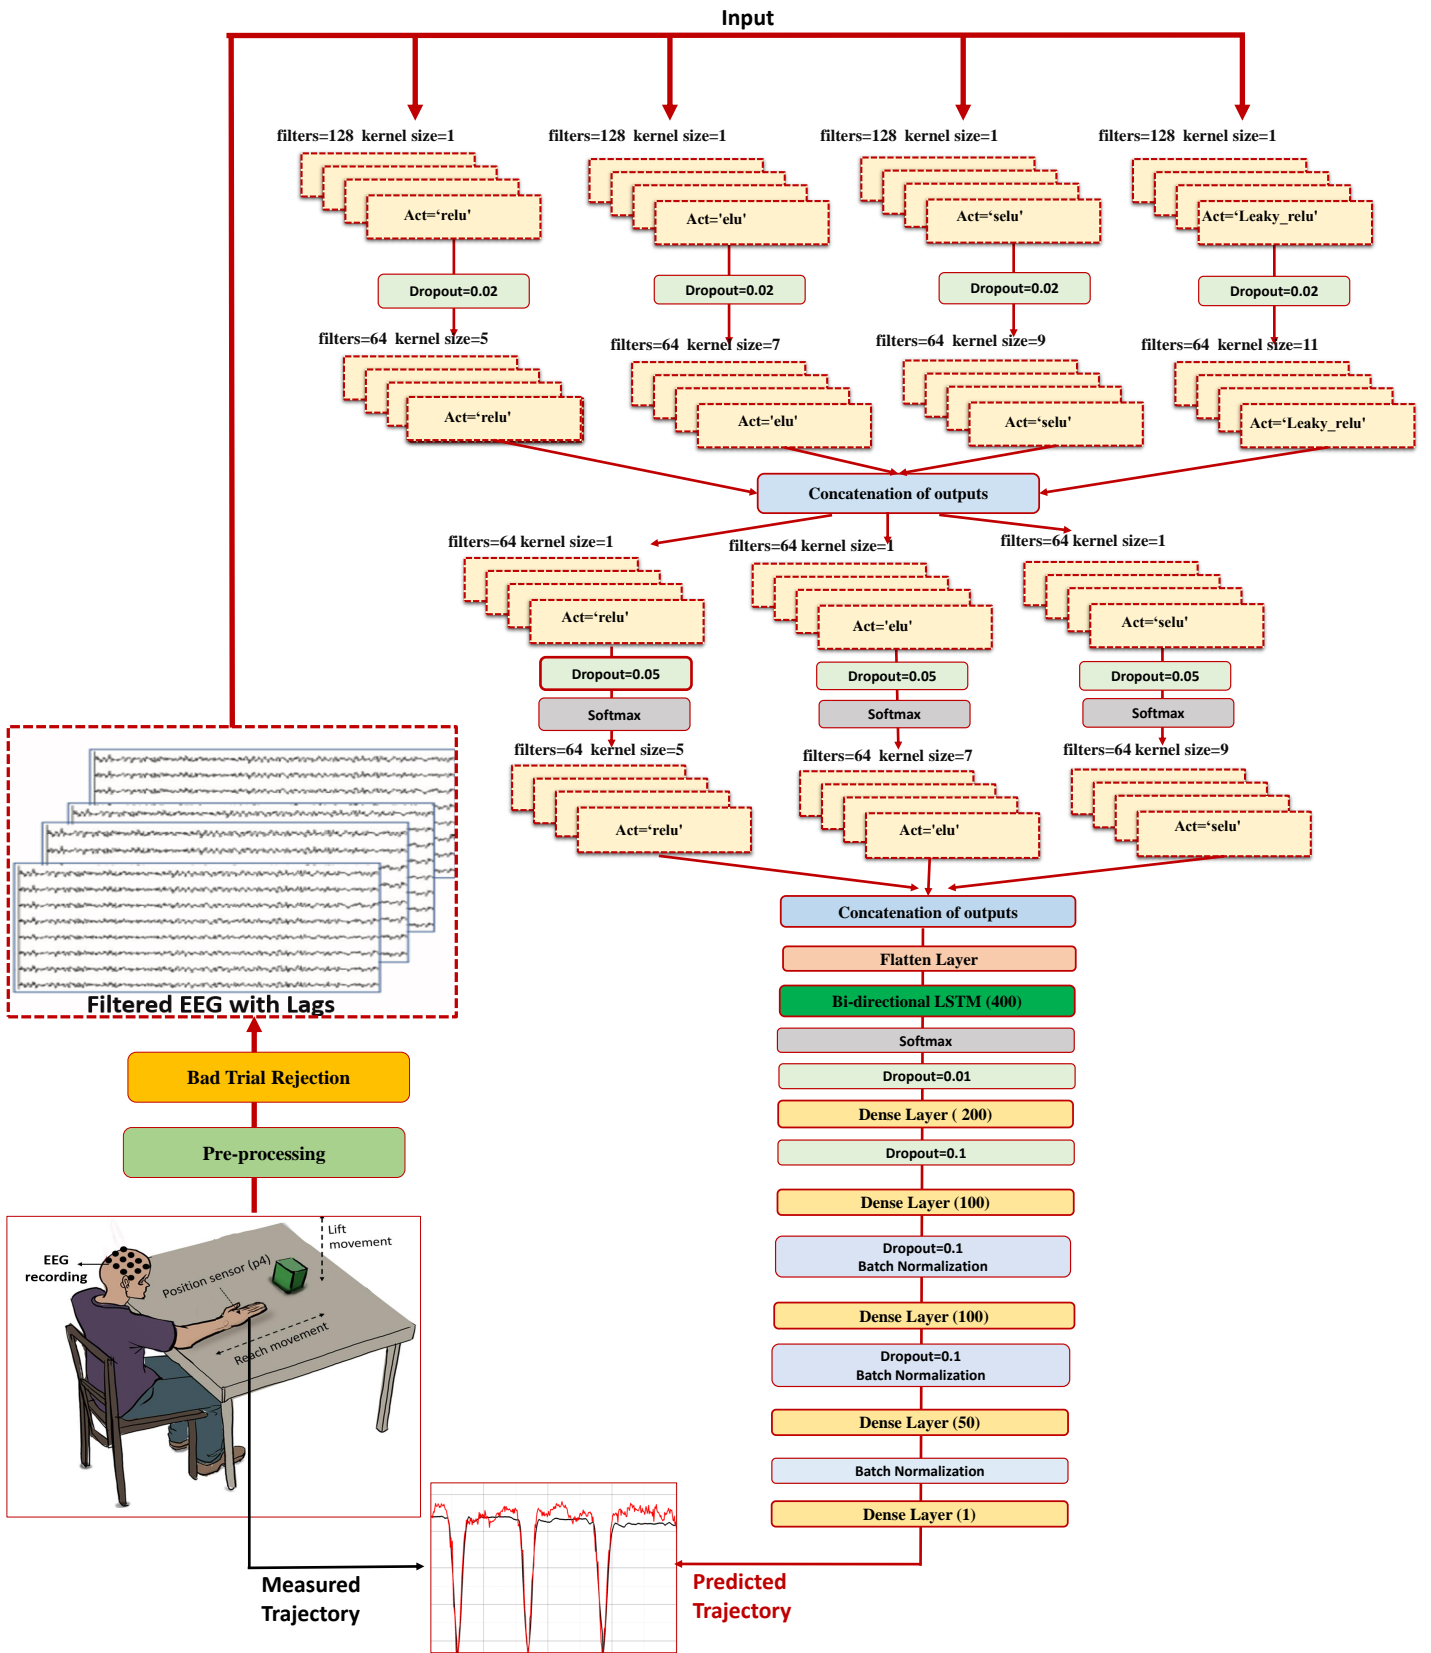 Input
filters=128 kernel size=1
filters=128 kernel size=1
filters=128 kernel size=1
filters=128 kernel size=1
Act=‘relu'
Act='elu'
Act=‘selu'
Act=‘Leaky_relu'
Dropout=0.02
Dropout=0.02
Dropout=0.02
Dropout=0.02
filters=64 kernel size=5
filters=64 kernel size=7
filters=64 kernel size=9
filters=64 kernel size=11
Act=‘relu'
Act='elu'
Act=‘selu'
Act=‘Leaky_relu'
Concatenation of outputs
filters=64 kernel size=1
filters=64 kernel size=1
filters=64 kernel size=1
Act=‘relu'
Act='elu'
Act=‘selu'
Dropout=0.05
Dropout=0.05
Dropout=0.05
Softmax
Softmax
Softmax
filters=64 kernel size=5
filters=64 kernel size=7
filters=64 kernel size=9
Act=‘relu'
Act='elu'
Act=‘selu'
Concatenation of outputs
Flatten Layer
Bi-directional LSTM (400)
Softmax
Dropout=0.01
Dense Layer ( 200)
Dropout=0.1
Dense Layer (100)
Dropout=0.1
Batch Normalization
Dense Layer (100)
Dropout=0.1
Batch Normalization
Dense Layer (50)
Batch Normalization
Dense Layer (1)
Filtered EEG with Lags
Bad Trial Rejection
Pre-processing
Lift
movement
EEG
recording
Position sensor (p4)
Reach movement
Measured
Trajectory
Predicted
Trajectory